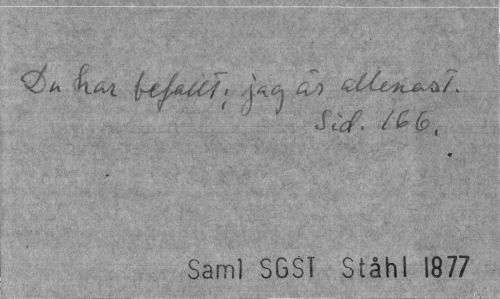 Du har befallt; jag är allenast.
Sid. 166.
Saml SGST Ståhl 1877